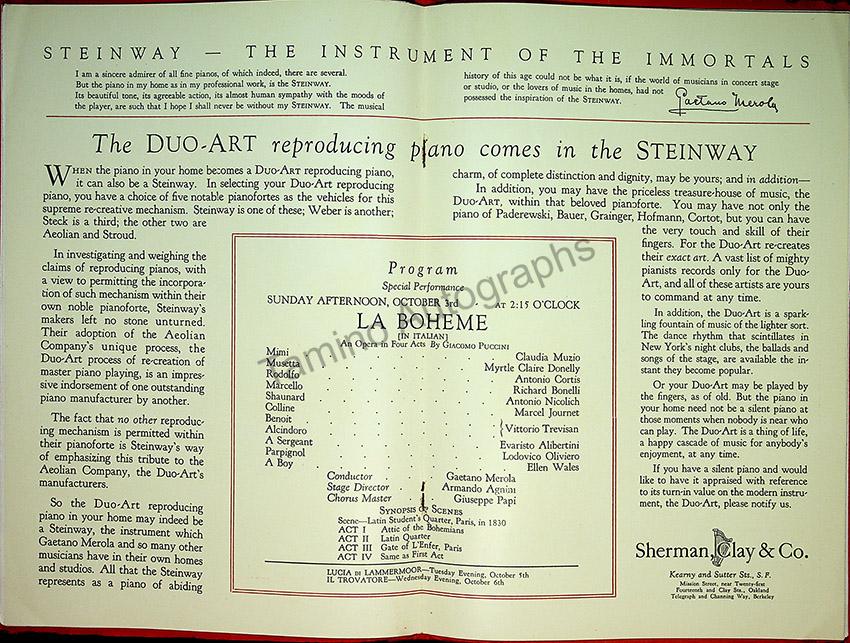 STEINWAY — THE INSTRUMENT OF THE IMMORTALS
I am a sincere admirer of all fine pianos, of which indeed, there are several.
But the piano in my home as in my professional work, is the STEINWAY.
Its beautiful tone, its agreeable action, its almost human sympathy with the moods of
the player, are such that I hope I shall never be without my STEINWAY. The musical
history of this age could not be what it is, if the world of musicians in concert stage
or studio, or the lovers of music in the homes, had not
possessed the inspiration of the STEINWAY.
Gaetano Merola
The DUO-ART reproducing piano comes in the STEINWAY
WHEN the piano in your home becomes a DUO-ART reproducing piano,
it can also be a Steinway. In selecting your Duo-Art reproducing
piano, you have a choice of five notable pianofortes as the vehicles for this
supreme re-creative mechanism. Steinway is one of these; Weber is another;
Steck is a third; the other two are
Aeolian and Stroud.
In investigating and weighing the
claims of reproducing pianos, with
a view to permitting the incorpora-
tion of such mechanism within their
own noble pianoforte, Steinway's
makers left no stone unturned.
Their adoption of the Aeolian
Company's unique process, the
Duo-Art process of re-creation of
master piano playing, is an impres-
sive indorsement of one outstanding
piano manufacturer by another.
The fact that no other reproduc-
ing mechanism is permitted within
their pianoforte is Steinway's way
of emphasizing this tribute to the
Aeolian Company, the Duo-Art's
manufacturers.
So the Duo-Art reproducing
piano in your home may indeed be
a Steinway, the instrument which
Gaetano Merola and so many other
musicians have in their own homes
and studios. All that the Steinway
represents as a piano of abiding
Program
Special Performance
SUNDAY AFTERNOON, OCTOBER 3rd - AT 2:15 O'CLOCK
LA BOHEME
[IN ITALIAN]
An Opera in Four Acts By GIACOMO PUCCINI
Mimi . . . Claudia Muzio
Musetta . . . Myrtle Claire Donelly
Rodolfo . . . Antonio Cortis
Marcello . . . Richard Bonelli
Shaunard . . . Antonio Nicolich
Colline . . . Marcel Journet
Benoit
Alcindoro . . . { Vittorio Trevisan
A Sergeant . . . Evaristo Alibertini
Parpignol . . . Lodovico Oliviero
A Boy . . . Ellen Wales
Conductor . . . Gaetano Merola
Stage Director . . . Armando Agnini
Chorus Master . . . Giuseppe Papi
SYNOPSIS OF SCENES
Scene—Latin Student's Quarter, Paris, in 1830
ACT I Attic of the Bohemians
ACT II Latin Quarter
ACT III Gate of L'Enfer, Paris
ACT IV Same as First Act
LUCIA DI LAMMERMOOR—Tuesday Evening, October 5th
IL TROVATORE—Wednesday Evening, October 6th
charm, of complete distinction and dignity, may be yours; and in addition—
In addition, you may have the priceless treasure-house of music, the
DUO-ART, within that beloved pianoforte. You may have not only the
piano of Paderewski, Bauer, Grainger, Hofmann, Cortot, but you can have
the very touch and skill of their
fingers. For the Duo-Art re-creates
their exact art. A vast list of mighty
pianists records only for the Duo-
Art, and all of these artists are yours
to command at any time.
In addition, the Duo-Art is a spark-
ling fountain of music of the lighter sort.
The dance rhythm that scintillates in
New York's night clubs, the ballads and
songs of the stage, are available the in-
stant they become popular.
Or your Duo-Art may be played by
the fingers, as of old. But the piano in
your home need not be a silent piano at
those moments when nobody is near who
can play. The Duo-Art is a thing of life,
a happy cascade of music for anybody's
enjoyment, at any time.
If you have a silent piano and would
like to have it appraised with reference
to its turn-in value on the modern instru-
ment, the Duo-Art, please notify us.
Sherman, Clay & Co.
Kearny and Sutter Sts., S. F.
Mission Street, near Twenty-first
Fourteenth and Clay Sts., Oakland
Telegraph and Channing Way, Berkeley
Tamino Autographs